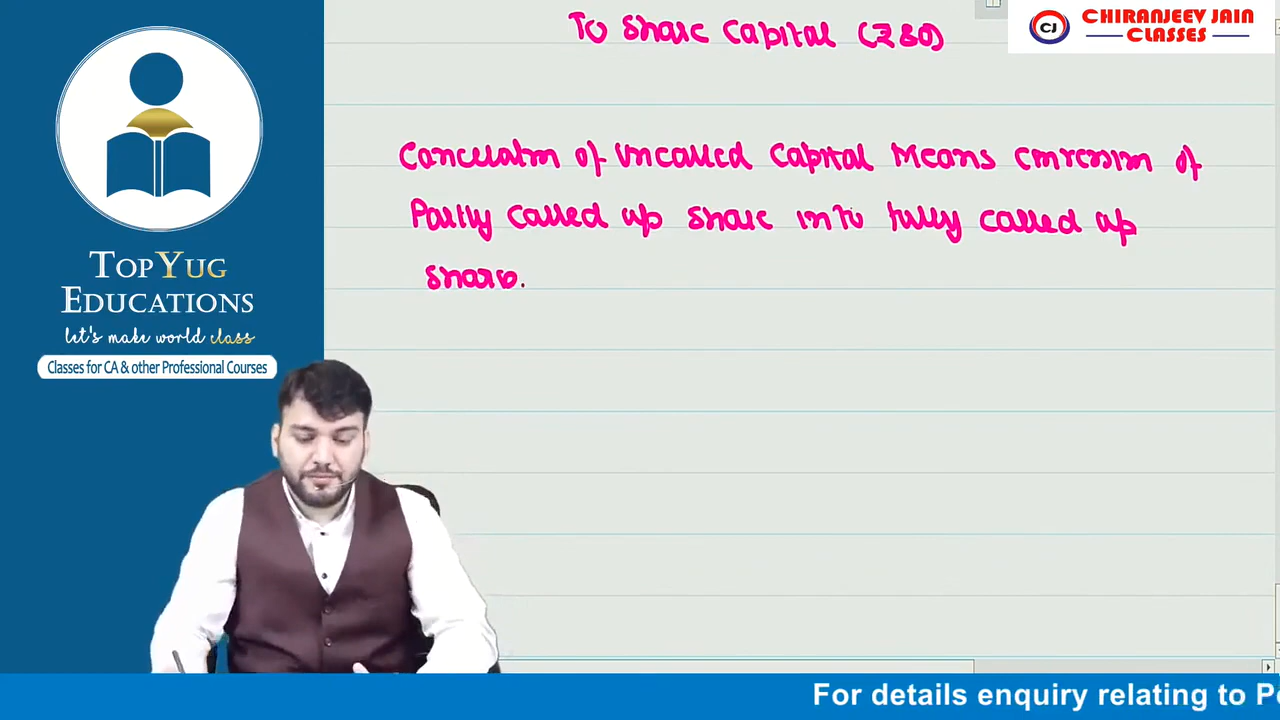 To Share Capital (₹80)
CHIRANJEEV JAIN
CLASSES
CJ
Cancelation of Uncalled Capital Means Conversion of
Partly Called up Share into fully called up
Share.
TOPYUG
EDUCATIONS
let's make world class
Classes for CA & other Professional Courses
For details enquiry relating to Pe